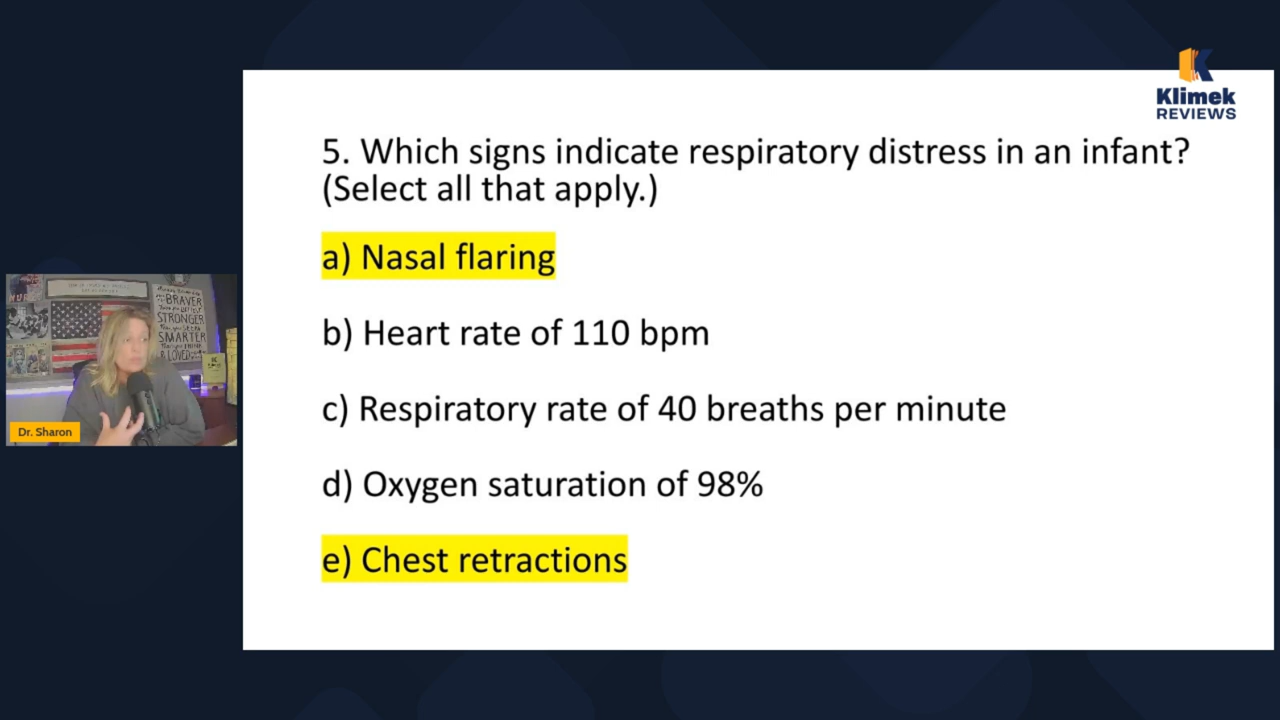 Klimek
REVIEWS
5. Which signs indicate respiratory distress in an infant?
(Select all that apply.)
a) Nasal flaring
b) Heart rate of 110 bpm
c) Respiratory rate of 40 breaths per minute
d) Oxygen saturation of 98%
e) Chest retractions
BRAVER
STRONGER
SMARTER
& LOVED
Dr. Sharon